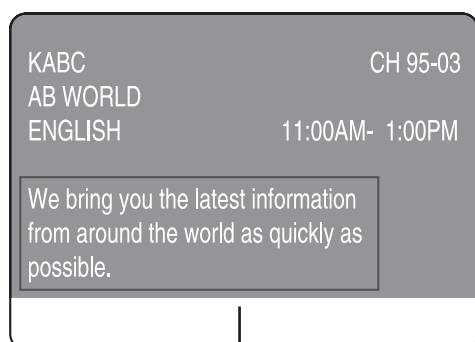 KABC CH 95-03
AB WORLD
ENGLISH 11:00AM- 1:00PM
We bring you the latest information
from around the world as quickly as
possible.